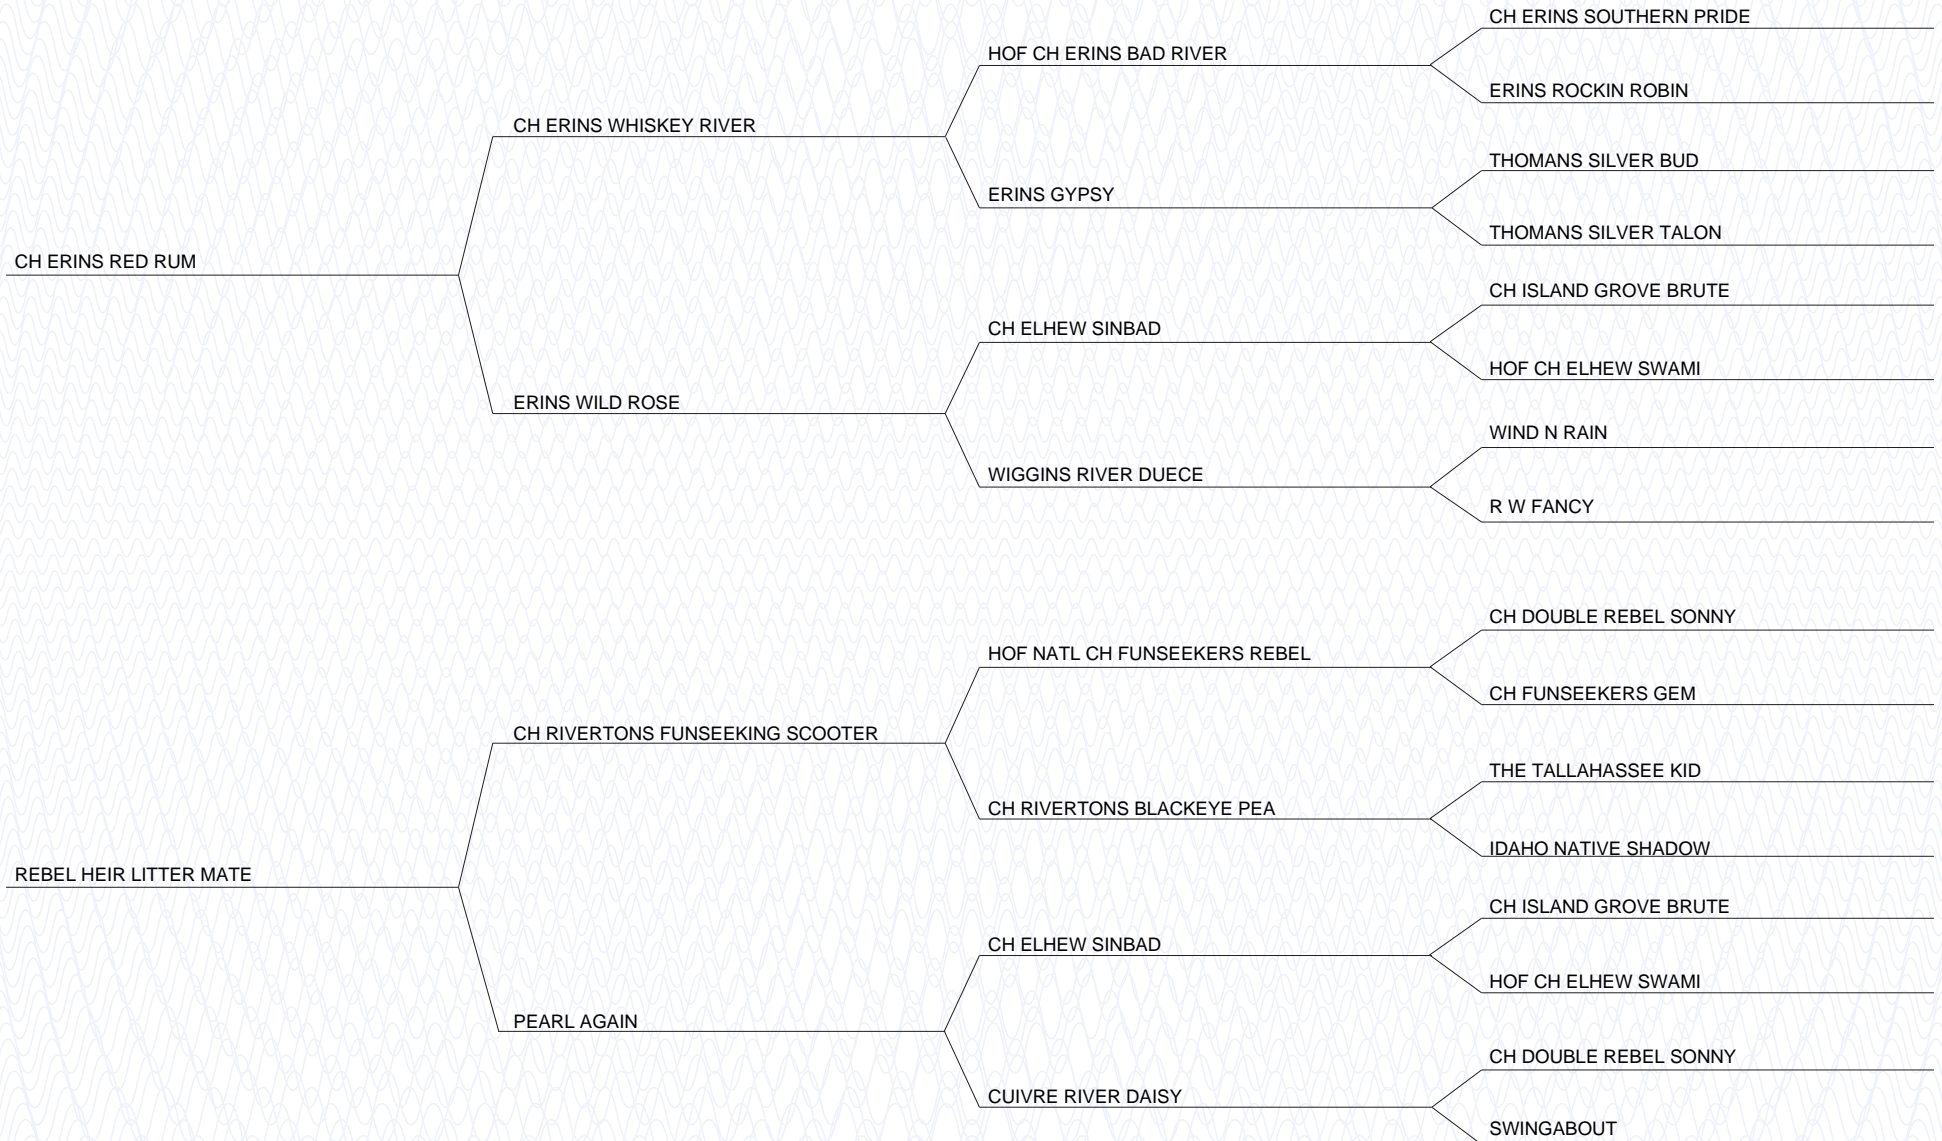 CH ERINS SOUTHERN PRIDE
HOF CH ERINS BAD RIVER
ERINS ROCKIN ROBIN
CH ERINS WHISKEY RIVER
THOMANS SILVER BUD
ERINS GYPSY
THOMANS SILVER TALON
CH ERINS RED RUM
CH ISLAND GROVE BRUTE
CH ELHEW SINBAD
HOF CH ELHEW SWAMI
ERINS WILD ROSE
WIND N RAIN
WIGGINS RIVER DUECE
R W FANCY
CH DOUBLE REBEL SONNY
HOF NATL CH FUNSEEKERS REBEL
CH FUNSEEKERS GEM
CH RIVERTONS FUNSEEKING SCOOTER
THE TALLAHASSEE KID
CH RIVERTONS BLACKEYE PEA
IDAHO NATIVE SHADOW
REBEL HEIR LITTER MATE
CH ISLAND GROVE BRUTE
CH ELHEW SINBAD
HOF CH ELHEW SWAMI
PEARL AGAIN
CH DOUBLE REBEL SONNY
CUIVRE RIVER DAISY
SWINGABOUT